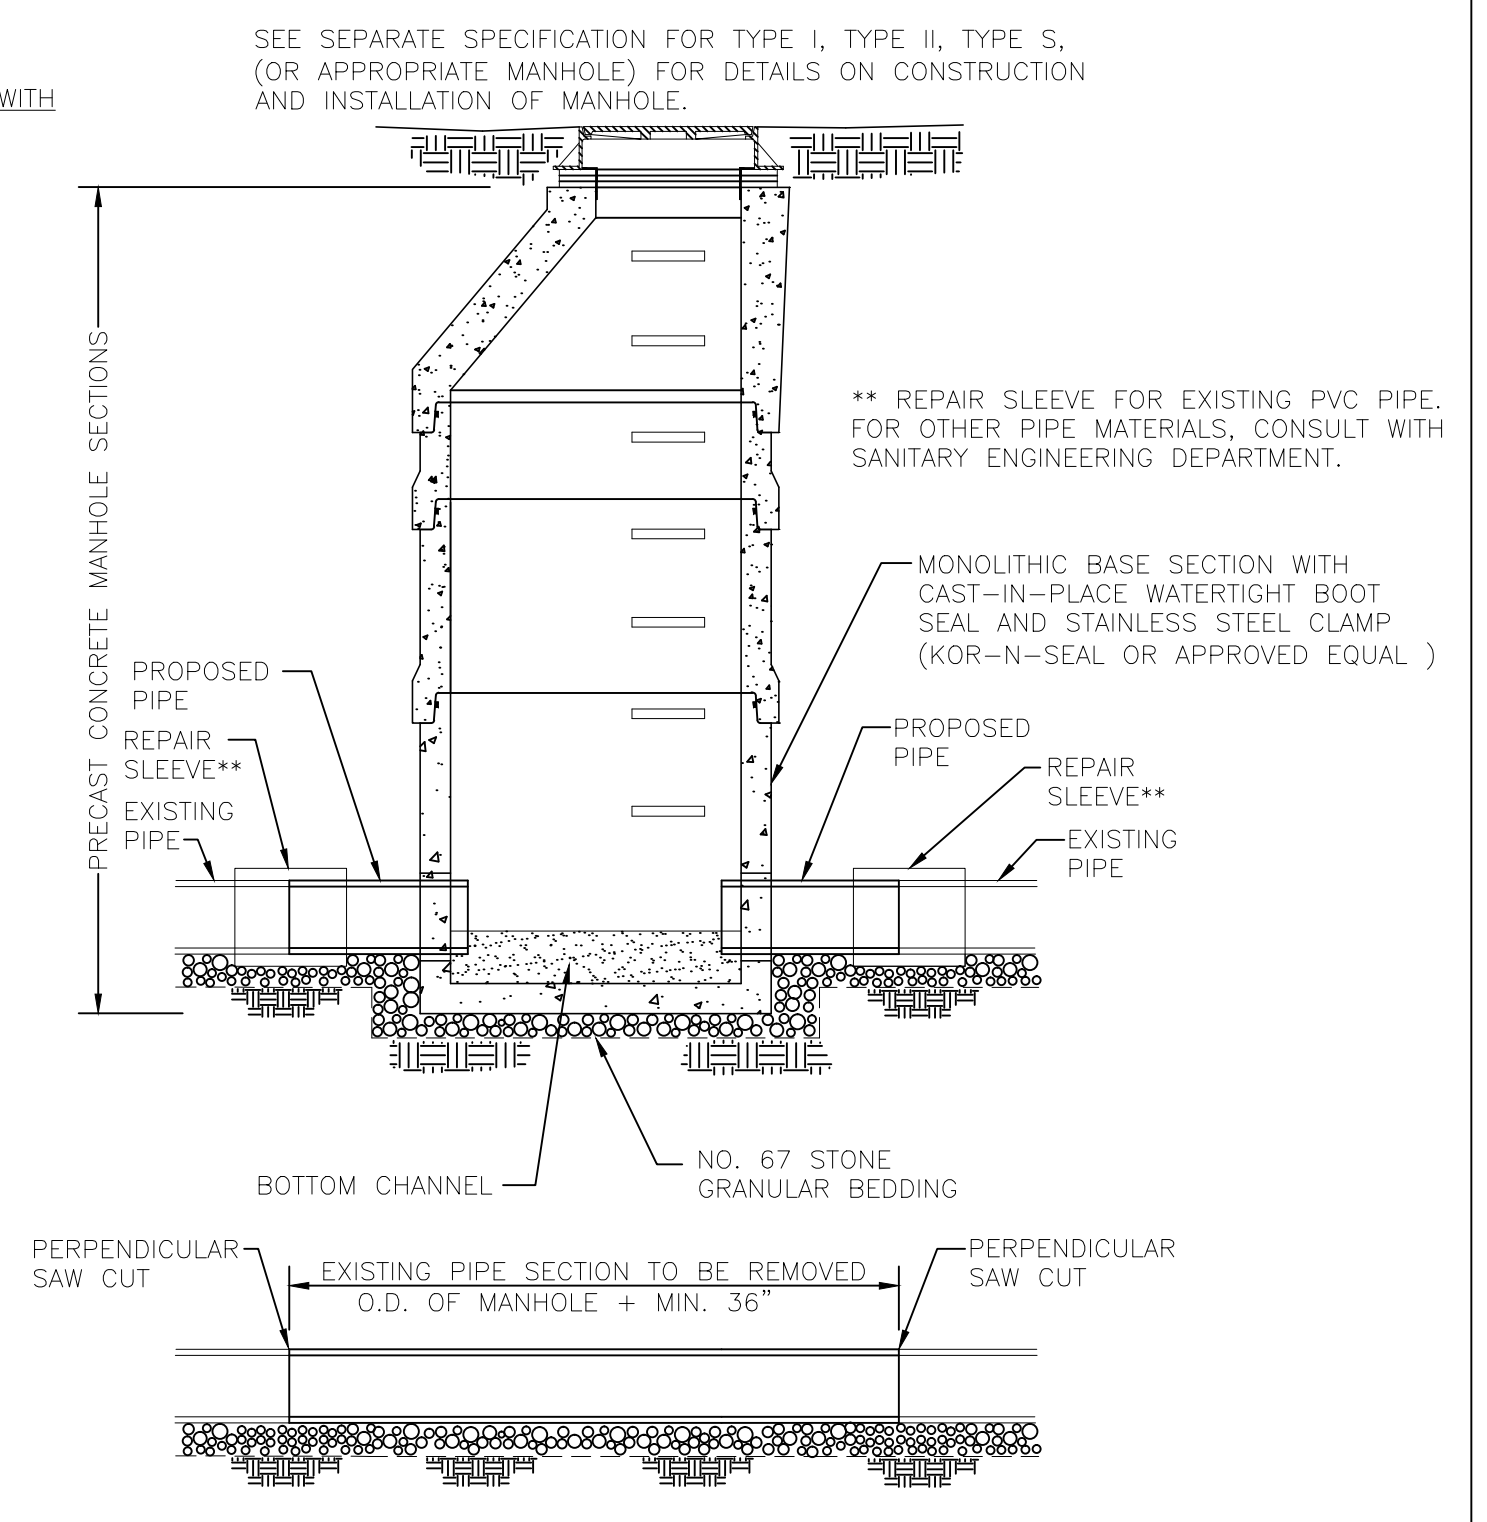 SEE SEPARATE SPECIFICATION FOR TYPE I, TYPE II, TYPE S,
(OR APPROPRIATE MANHOLE) FOR DETAILS ON CONSTRUCTION
AND INSTALLATION OF MANHOLE.
WITH
PRECAST CONCRETE MANHOLE SECTIONS
** REPAIR SLEEVE FOR EXISTING PVC PIPE.
FOR OTHER PIPE MATERIALS, CONSULT WITH
SANITARY ENGINEERING DEPARTMENT.
MONOLITHIC BASE SECTION WITH
CAST-IN-PLACE WATERTIGHT BOOT
SEAL AND STAINLESS STEEL CLAMP
(KOR-N-SEAL OR APPROVED EQUAL )
PROPOSED
PIPE
REPAIR
SLEEVE**
EXISTING
PIPE
PROPOSED
PIPE
REPAIR
SLEEVE**
EXISTING
PIPE
BOTTOM CHANNEL
NO. 67 STONE
GRANULAR BEDDING
PERPENDICULAR
SAW CUT
EXISTING PIPE SECTION TO BE REMOVED
O.D. OF MANHOLE + MIN. 36"
PERPENDICULAR
SAW CUT